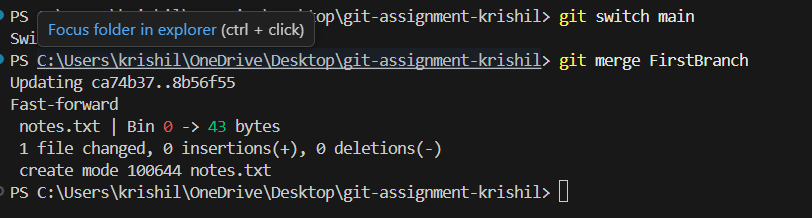 PS C:\Users\krishil\OneDrive\Desktop\git-assignment-krishil> git switch main
Focus folder in explorer (ctrl + click)
Swi
PS C:\Users\krishil\OneDrive\Desktop\git-assignment-krishil> git merge FirstBranch
Updating ca74b37..8b56f55
Fast-forward
 notes.txt | Bin 0 -> 43 bytes
 1 file changed, 0 insertions(+), 0 deletions(-)
 create mode 100644 notes.txt
PS C:\Users\krishil\OneDrive\Desktop\git-assignment-krishil>